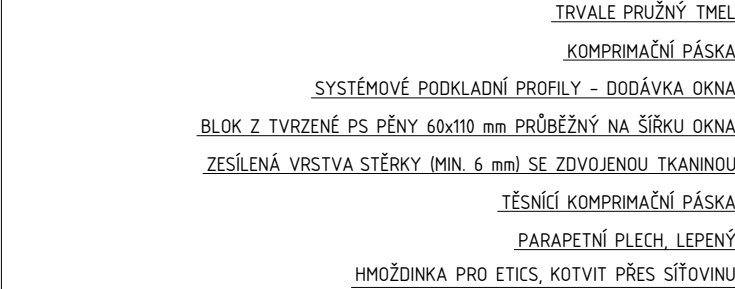 TRVALE PRUŽNÝ TMEL
KOMPRIMAČNÍ PÁSKA
SYSTÉMOVÉ PODKLADNÍ PROFILY - DODÁVKA OKNA
BLOK Z TVRZENÉ PS PĚNY 60x110 mm PRŮBĚŽNÝ NA ŠÍŘKU OKNA
ZESÍLENÁ VRSTVA STĚRKY (MIN. 6 mm) SE ZDVOJENOU TKANINOU
TĚSNÍCÍ KOMPRIMAČNÍ PÁSKA
PARAPETNÍ PLECH, LEPENÝ
HMOŽDINKA PRO ETICS, KOTVIT PŘES SÍŤOVINU